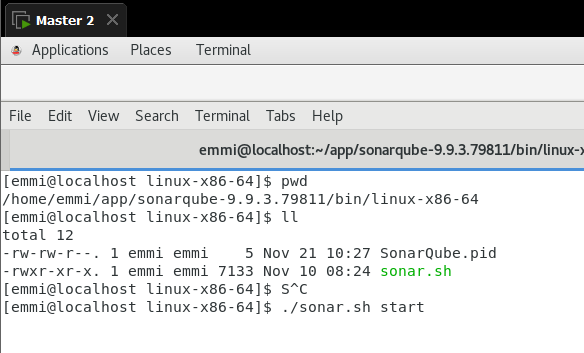 Master 2
Applications Places Terminal
File Edit View Search Terminal Tabs Help
emmi@localhost:~/app/sonarqube-9.9.3.79811/bin/linux-x
[emmi@localhost linux-x86-64]$ pwd
/home/emmi/app/sonarqube-9.9.3.79811/bin/linux-x86-64
[emmi@localhost linux-x86-64]$ ll
total 12
-rw-rw-r--. 1 emmi emmi    5 Nov 21 10:27 SonarQube.pid
-rwxr-xr-x. 1 emmi emmi 7133 Nov 10 08:24 sonar.sh
[emmi@localhost linux-x86-64]$ S^C
[emmi@localhost linux-x86-64]$ ./sonar.sh start